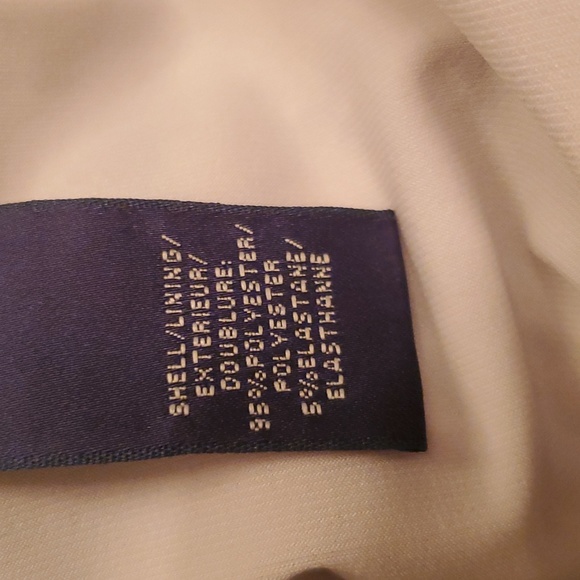 SHELL/LINING/
EXTERIEUR/
DOUBLURE:
95%POLYESTER/
POLYESTER
5%ELASTANE/
ELASTHANNE